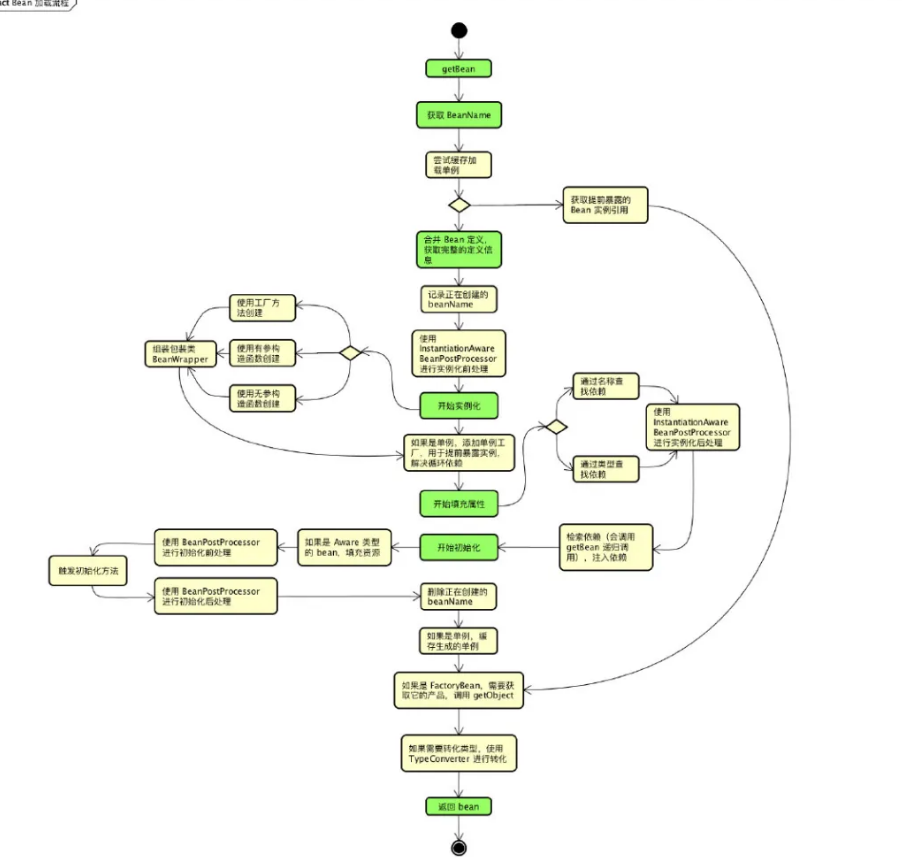 act Bean 加载流程
getBean
获取 BeanName
尝试缓存加
载单例
获取提前暴露的
Bean 实例引用
合并 Bean 定义，
获取完整的定义信
息
记录正在创建的
beanName
使用
InstantiationAware
BeanPostProcessor
进行实例化前处理
开始实例化
使用工厂方
法创建
使用有参构
造函数创建
使用无参构
造函数创建
组装包装类
BeanWrapper
如果是单例，添加单例工
厂，用于提前暴露实例，
解决循环依赖
开始填充属性
通过名称查
找依赖
通过类型查
找依赖
使用
InstantiationAware
BeanPostProcessor
进行实例化后处理
检索依赖（会调用
getBean 递归调
用），注入依赖
开始初始化
如果是 Aware 类型
的 bean，填充资源
使用 BeanPostProcessor
进行初始化前处理
触发初始化方法
使用 BeanPostProcessor
进行初始化后处理
删除正在创建的
beanName
如果是单例，缓
存生成的单例
如果是 FactoryBean，需要获
取它的产品，调用 getObject
如果需要转化类型，使用
TypeConverter 进行转化
返回 bean